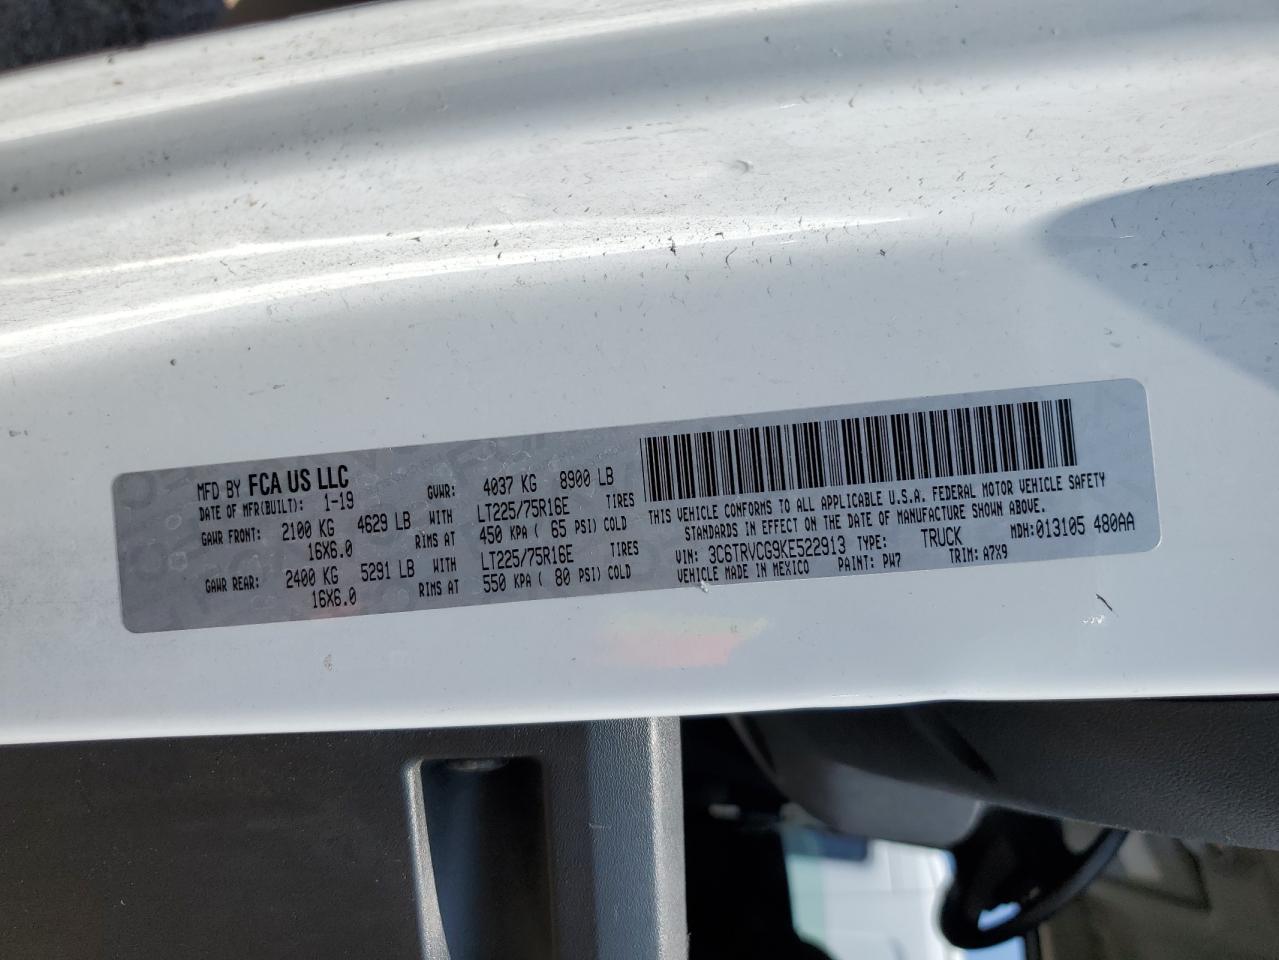 MFD BY FCA US LLC
DATE OF MFR(BUILT): 1-19 GVWR: 4037 KG 8900 LB
GAWR FRONT: 2100 KG 4629 LB WITH LT225/75R16E TIRES
16X6.0 RIMS AT 450 KPA ( 65 PSI) COLD
GAWR REAR: 2400 KG 5291 LB WITH LT225/75R16E TIRES
16X6.0 RIMS AT 550 KPA ( 80 PSI) COLD
THIS VEHICLE CONFORMS TO ALL APPLICABLE U.S.A. FEDERAL MOTOR VEHICLE SAFETY
STANDARDS IN EFFECT ON THE DATE OF MANUFACTURE SHOWN ABOVE.
VIN: 3C6TRVCG9KE522913 TYPE: TRUCK MDH:013105 480AA
VEHICLE MADE IN MEXICO PAINT: PW7 TRIM: A7X9